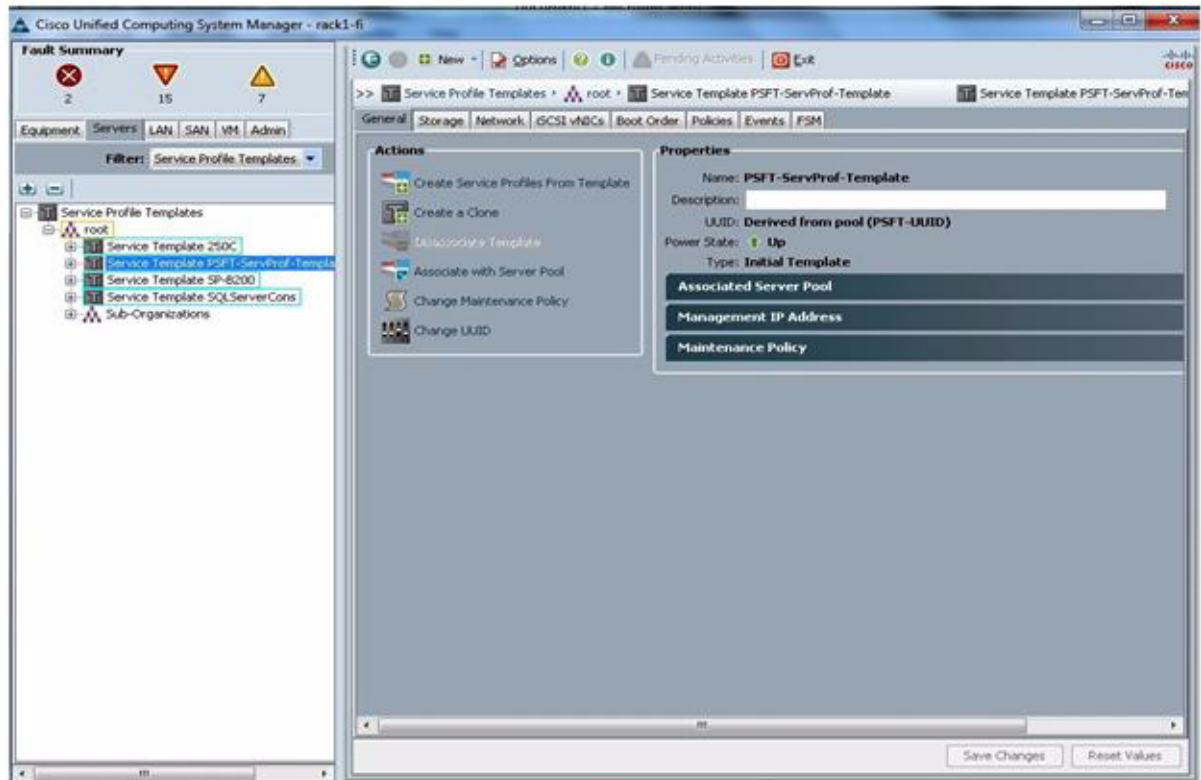 Cisco Unified Computing System Manager - rack1-fi
Fault Summary
2 15 7
Equipment Servers LAN SAN VM Admin
Filter: Service Profile Templates
Service Profile Templates
root
Service Template 250C
Service Template PSFT-ServProf-Templa
Service Template SP-B200
Service Template SQLServerCons
Sub-Organizations
New Options Pending Activities Exit
cisco
>> Service Profile Templates root Service Template PSFT-ServProf-Template Service Template PSFT-ServProf-Tem
General Storage Network iSCSI vNICs Boot Order Policies Events FSM
Actions
Create Service Profiles From Template
Create a Clone
Disassociate Template
Associate with Server Pool
Change Maintenance Policy
Change UUID
Properties
Name: PSFT-ServProf-Template
Description:
UUID: Derived from pool (PSFT-UUID)
Power State: Up
Type: Initial Template
Associated Server Pool
Management IP Address
Maintenance Policy
Save Changes Reset Values